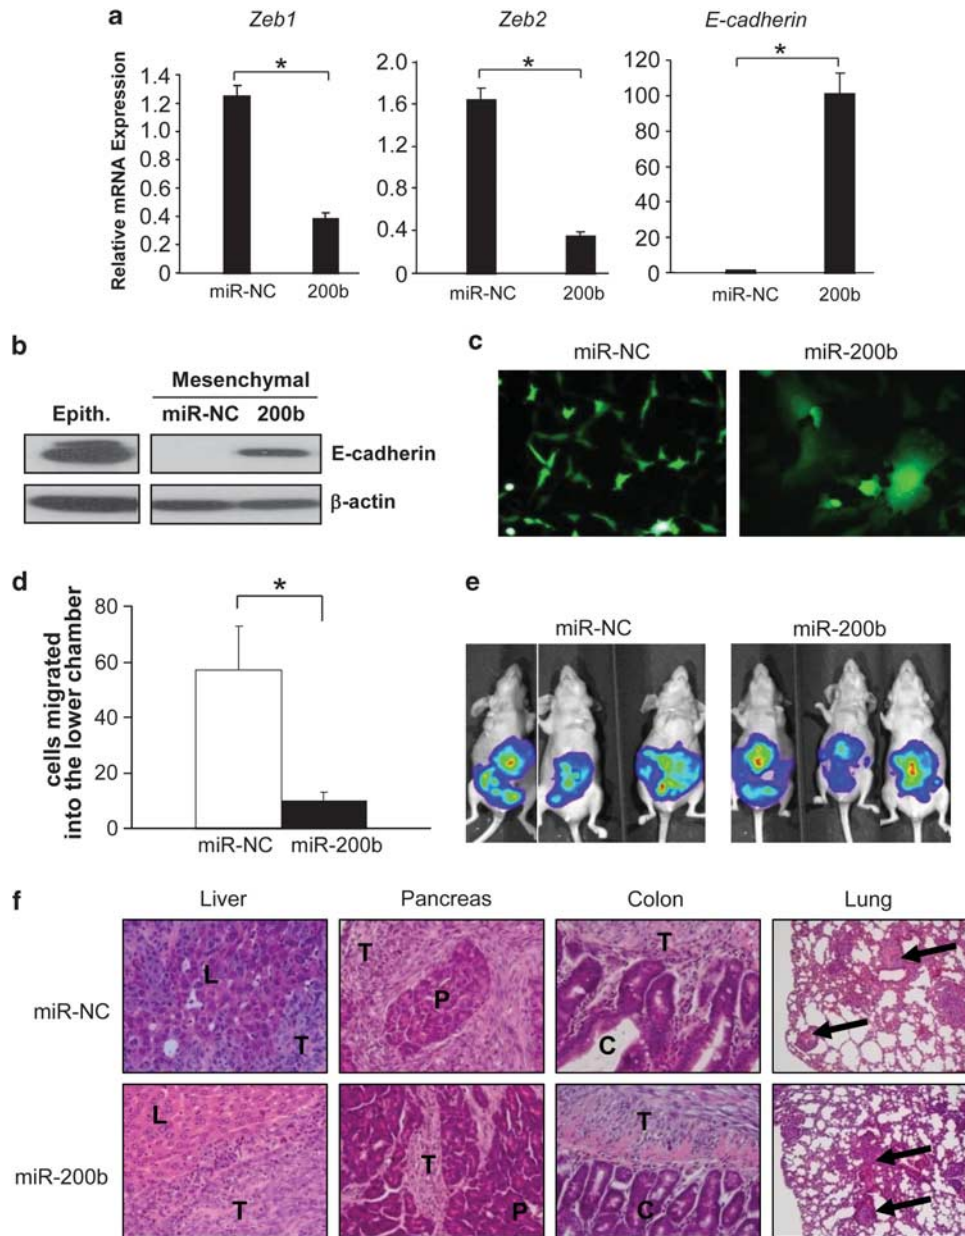 a
Zeb1
Zeb2
E-cadherin
Relative mRNA Expression
1.4
1.2
1.0
0.8
0.6
0.4
0.2
0
*
miR-NC 200b
1.6
1.2
0.8
0.4
0
*
miR-NC 200b
120
100
80
60
40
20
0
*
miR-NC 200b
b
Mesenchymal
Epith. miR-NC 200b
E-cadherin
β-actin
c
miR-NC miR-200b
d
cells migrated
into the lower chamber
80
60
40
20
0
*
miR-NC miR-200b
e
miR-NC miR-200b
f
Liver Pancreas Colon Lung
miR-NC
L
T
T
P
T
C
miR-200b
L
T
T
P
T
C